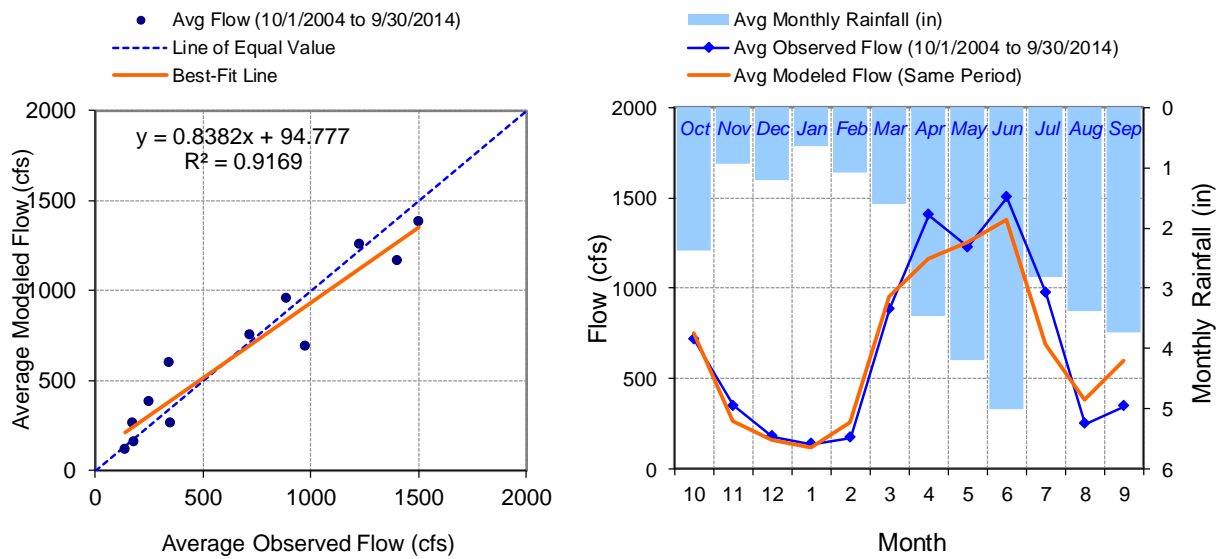 Avg Flow (10/1/2004 to 9/30/2014)
Line of Equal Value
Best-Fit Line
y = 0.8382x + 94.777
R² = 0.9169
2000
1500
1000
500
0
0
500
1000
1500
2000
Average Modeled Flow (cfs)
Average Observed Flow (cfs)
Avg Monthly Rainfall (in)
Avg Observed Flow (10/1/2004 to 9/30/2014)
Avg Modeled Flow (Same Period)
Oct Nov Dec Jan Feb Mar Apr May Jun Jul Aug Sep
2000
1500
1000
500
0
Flow (cfs)
0
1
2
3
4
5
6
Monthly Rainfall (in)
10 11 12 1 2 3 4 5 6 7 8 9
Month